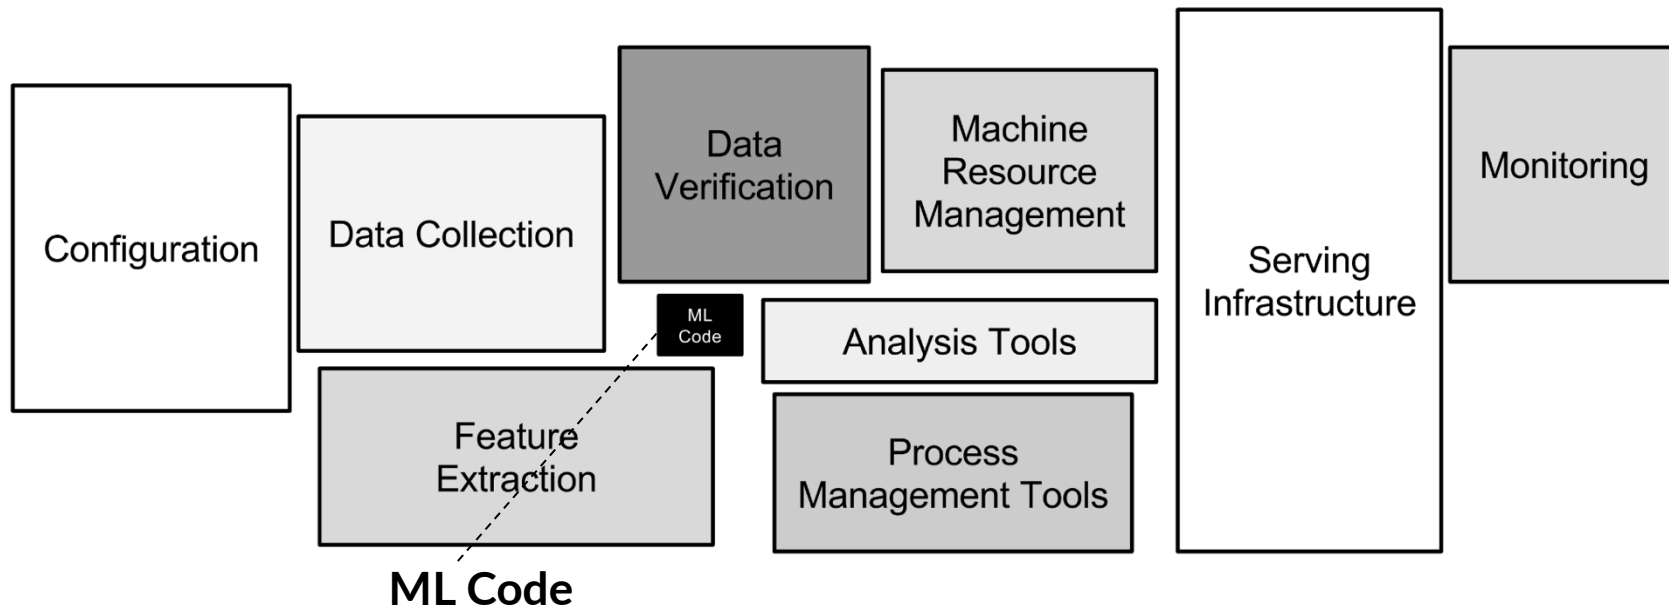 Configuration
Data Collection
Data
Verification
Machine
Resource
Management
Serving
Infrastructure
Monitoring
ML
Code
Analysis Tools
Feature
Extraction
Process
Management Tools
ML Code